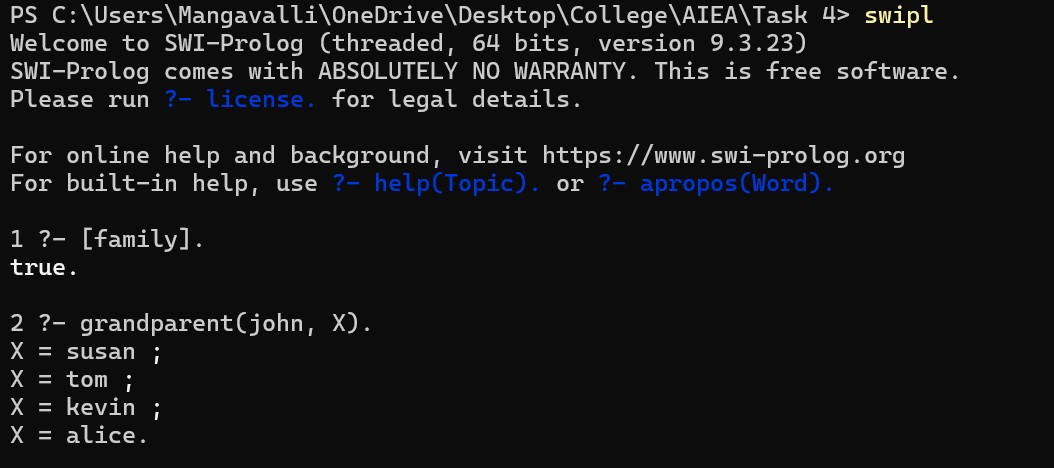 PS C:\Users\Mangavalli\OneDrive\Desktop\College\AIEA\Task 4> swipl
Welcome to SWI-Prolog (threaded, 64 bits, version 9.3.23)
SWI-Prolog comes with ABSOLUTELY NO WARRANTY. This is free software.
Please run ?- license. for legal details.
For online help and background, visit https://www.swi-prolog.org
For built-in help, use ?- help(Topic). or ?- apropos(Word).
1 ?- [family].
true.
2 ?- grandparent(john, X).
X = susan ;
X = tom ;
X = kevin ;
X = alice.